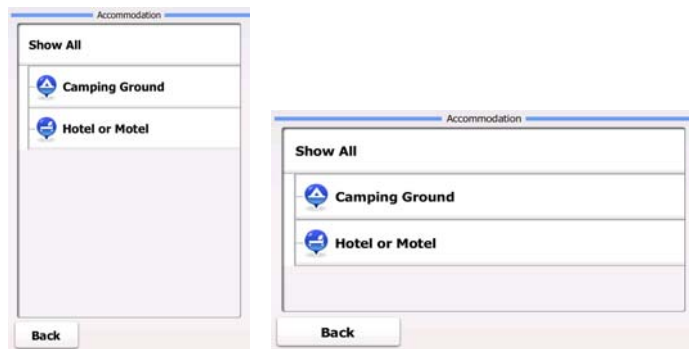 Accommodation
Show All
Camping Ground
Hotel or Motel
Back
Accommodation
Show All
Camping Ground
Hotel or Motel
Back